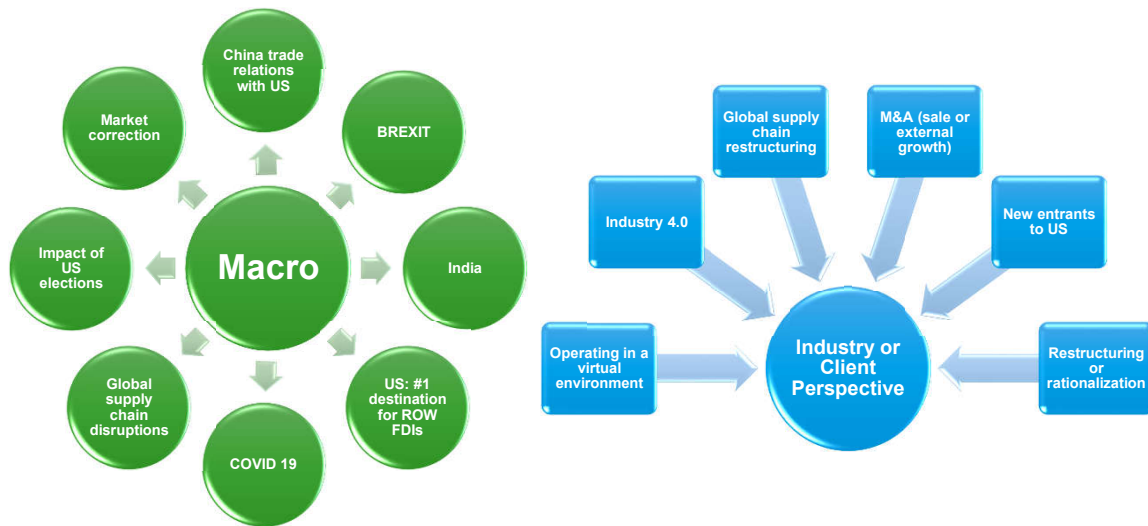 China trade
relations
with US
BREXIT
India
US: #1
destination
for ROW
FDIs
COVID 19
Global
supply
chain
disruptions
Impact of
US
elections
Market
correction
Macro
Operating in a
virtual
environment
Industry 4.0
Global supply
chain
restructuring
M&A (sale or
external
growth)
New entrants
to US
Restructuring
or
rationalization
Industry or
Client
Perspective